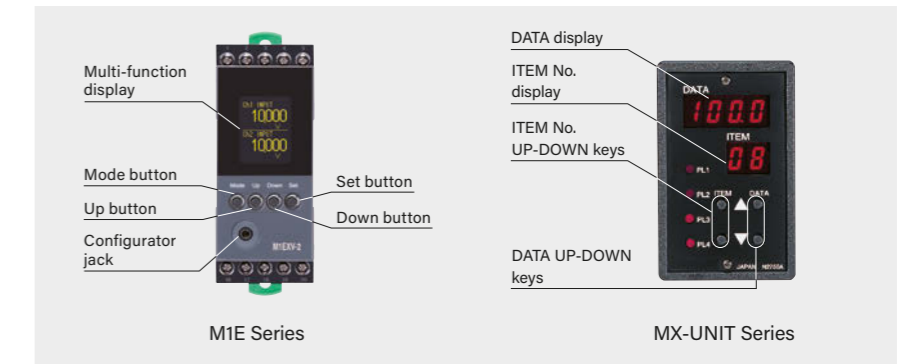 Multi-function
display
Mode button
Up button
Configurator
jack
Set button
Down button
Ch1 INPUT
10.000
V
Ch2 INPUT
10.000
V
Mode Up Down Set
M1EXV-2
M1E Series
DATA display
ITEM No.
display
ITEM No.
UP-DOWN keys
DATA UP-DOWN
keys
DATA
100.0
ITEM
08
PL1
PL2 ITEM DATA
PL3
PL4
JAPAN
MX-UNIT Series